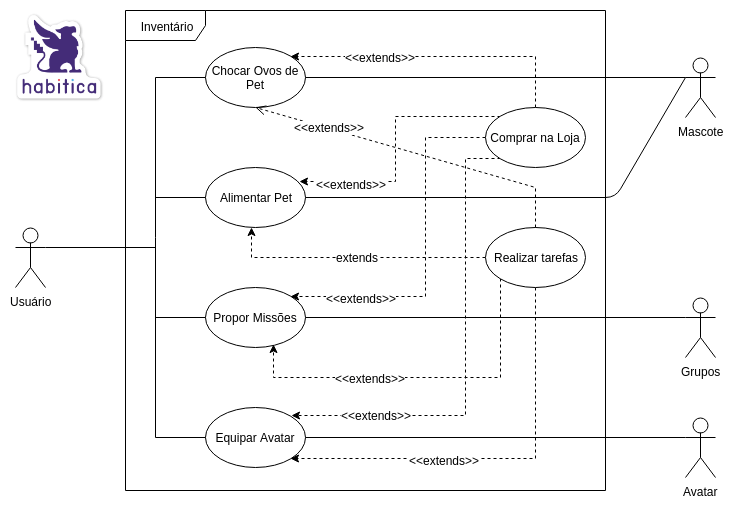 Inventário
habitica
Chocar Ovos de
Pet
<<extends>>
Mascote
<<extends>>
Comprar na Loja
Alimentar Pet
<<extends>>
Usuário
extends
Realizar tarefas
<<extends>>
Propor Missões
Grupos
<<extends>>
<<extends>>
Equipar Avatar
<<extends>>
Avatar